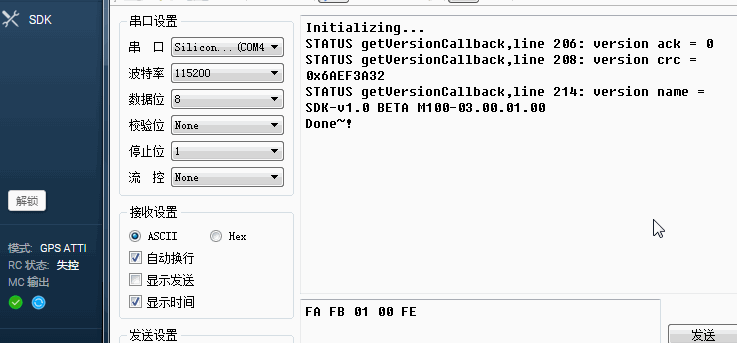 SDK
解锁
模式: GPS ATTI
RC 状态: 失控
MC 输出
串口设置
串 口 Silicon...(COM4
波特率 115200
数据位 8
校验位 None
停止位 1
流 控 None
接收设置
ASCII Hex
自动换行
显示发送
显示时间
发送设置
Initializing...
STATUS getVersionCallback,line 206: version ack = 0
STATUS getVersionCallback,line 208: version crc =
0x6AEF3A32
STATUS getVersionCallback,line 214: version name =
SDK-v1.0 BETA M100-03.00.01.00
Done~!
FA FB 01 00 FE
发送